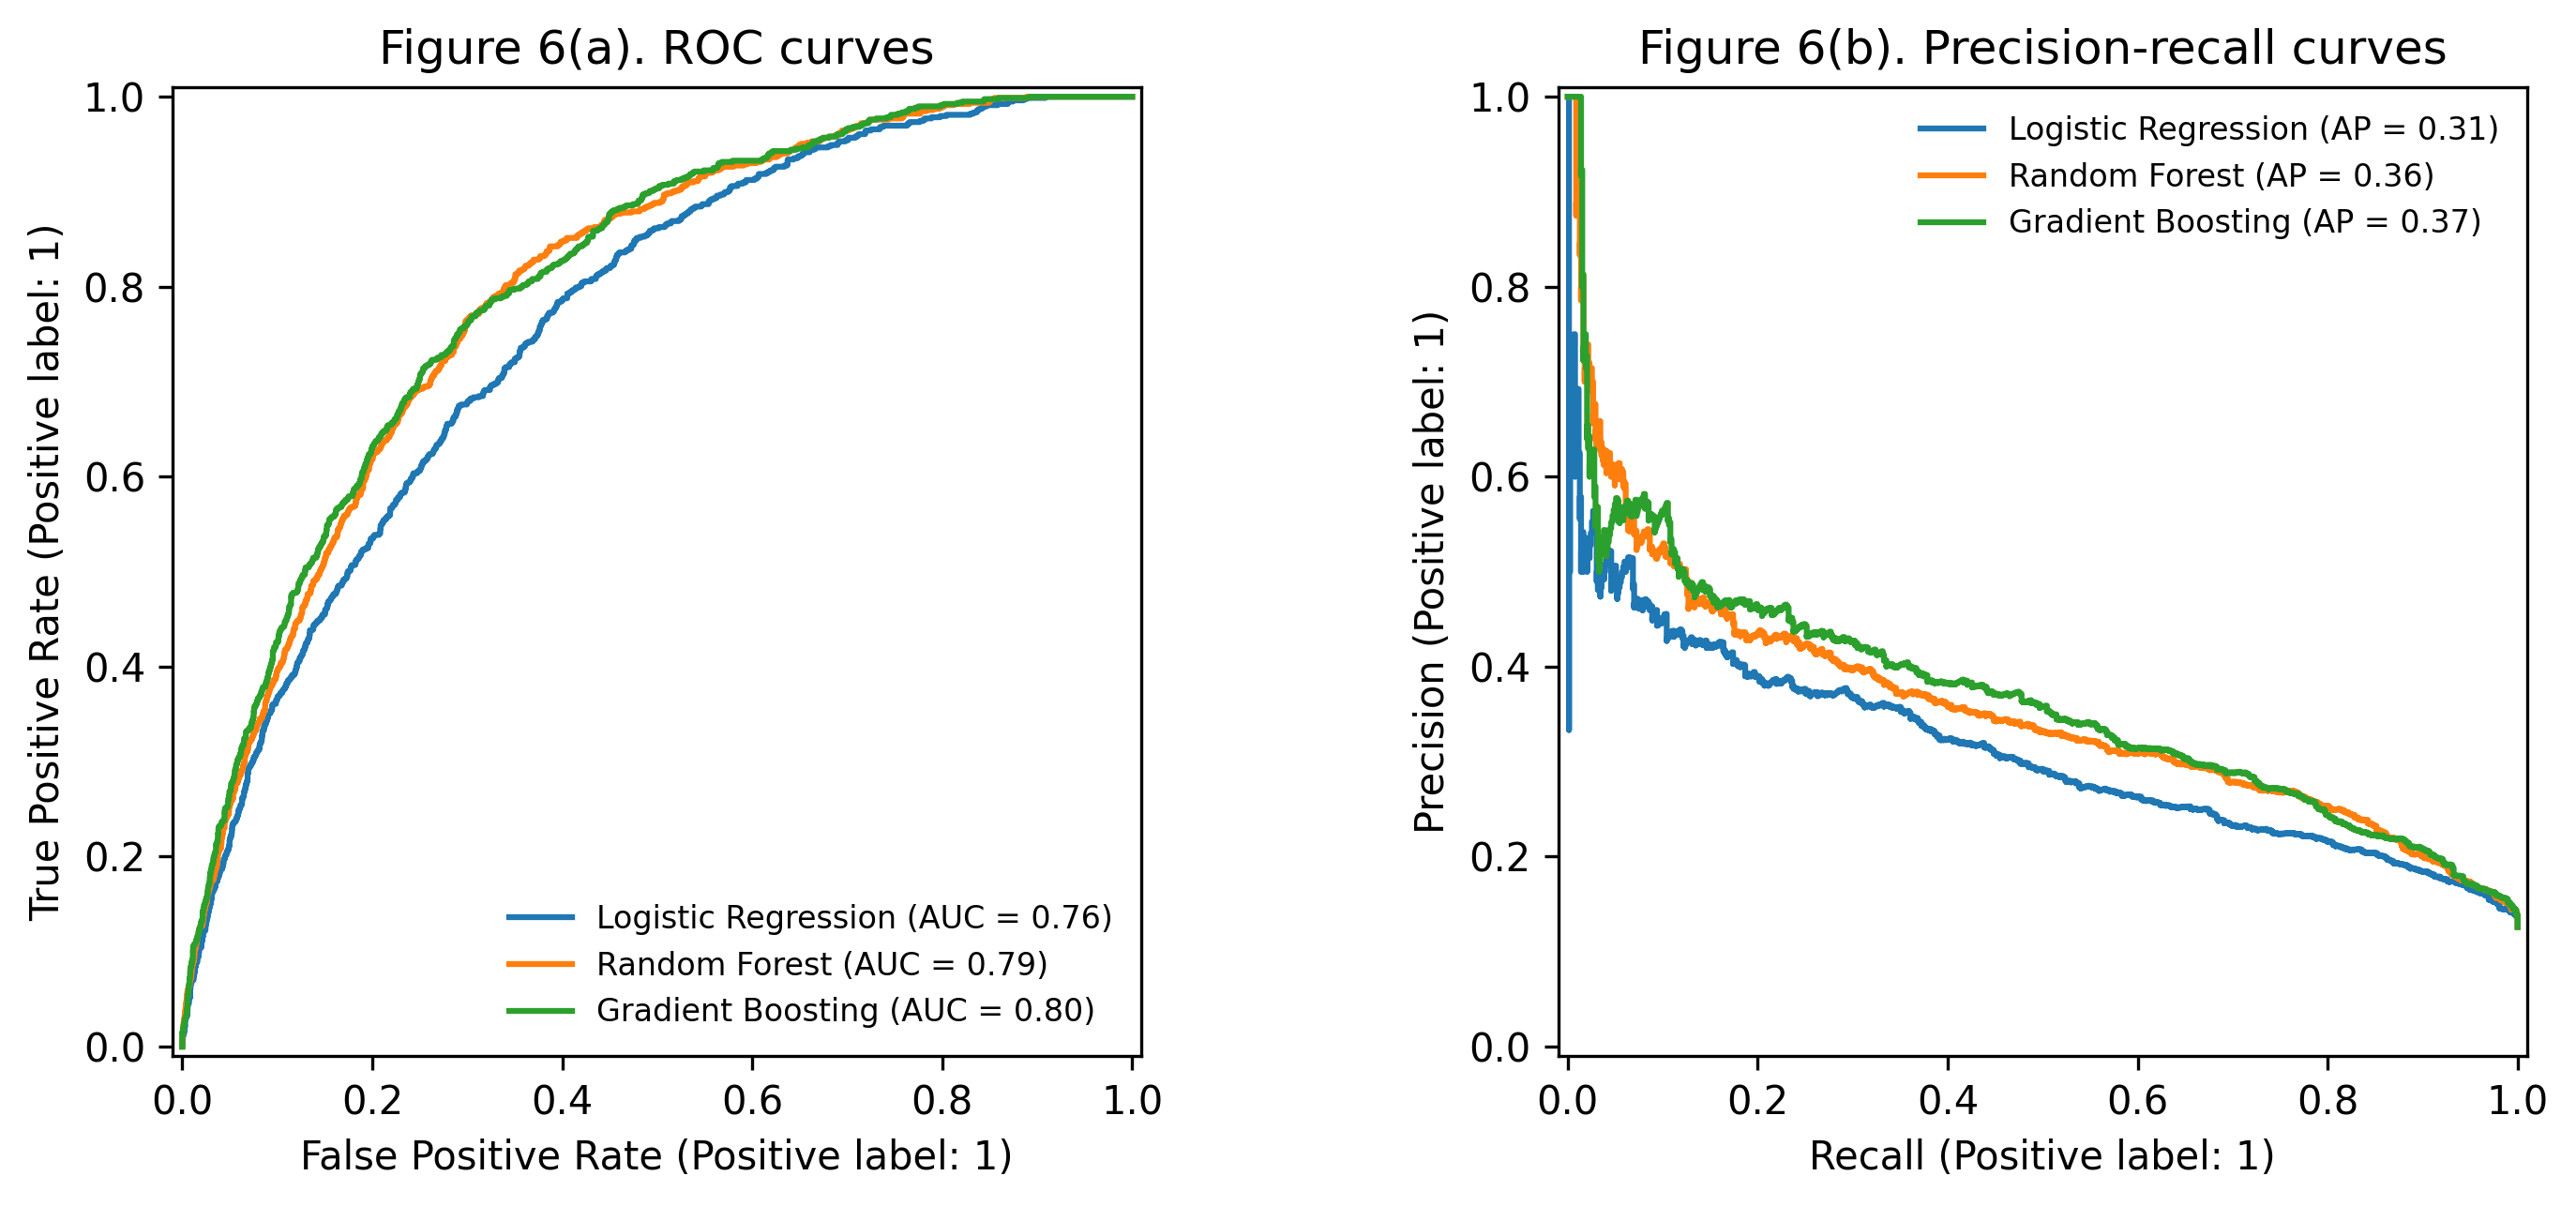 Figure 6(a). ROC curves
True Positive Rate (Positive label: 1)
1.0
0.8
0.6
0.4
0.2
0.0
Logistic Regression (AUC = 0.76)
Random Forest (AUC = 0.79)
Gradient Boosting (AUC = 0.80)
0.0 0.2 0.4 0.6 0.8 1.0
False Positive Rate (Positive label: 1)
Figure 6(b). Precision-recall curves
Precision (Positive label: 1)
1.0
0.8
0.6
0.4
0.2
0.0
Logistic Regression (AP = 0.31)
Random Forest (AP = 0.36)
Gradient Boosting (AP = 0.37)
0.0 0.2 0.4 0.6 0.8 1.0
Recall (Positive label: 1)